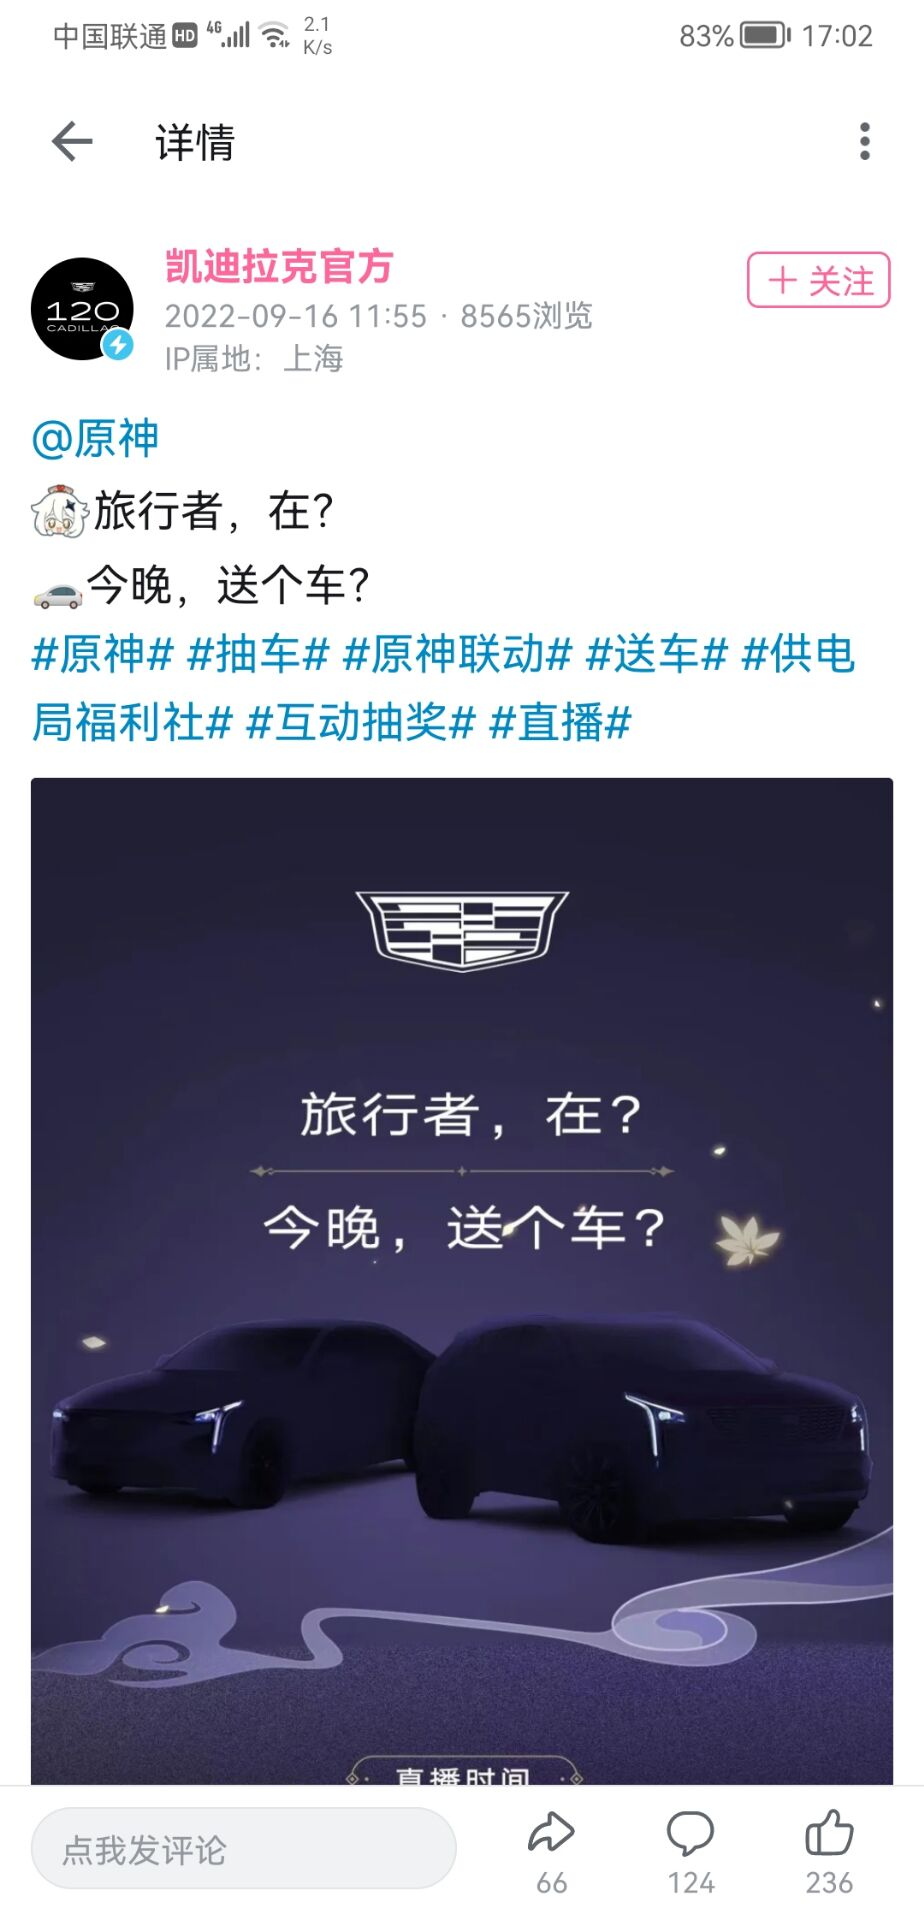 中国联通 HD 4G 2.1 K/s 83% 17:02
详情
凯迪拉克官方
+ 关注
2022-09-16 11:55 · 8565浏览
IP属地：上海
120
CADILLAC
@原神
旅行者，在？
今晚，送个车？
#原神# #抽车# #原神联动# #送车# #供电
局福利社# #互动抽奖# #直播#
旅行者，在？
今晚，送个车？
直播时间
点我发评论
66
124
236